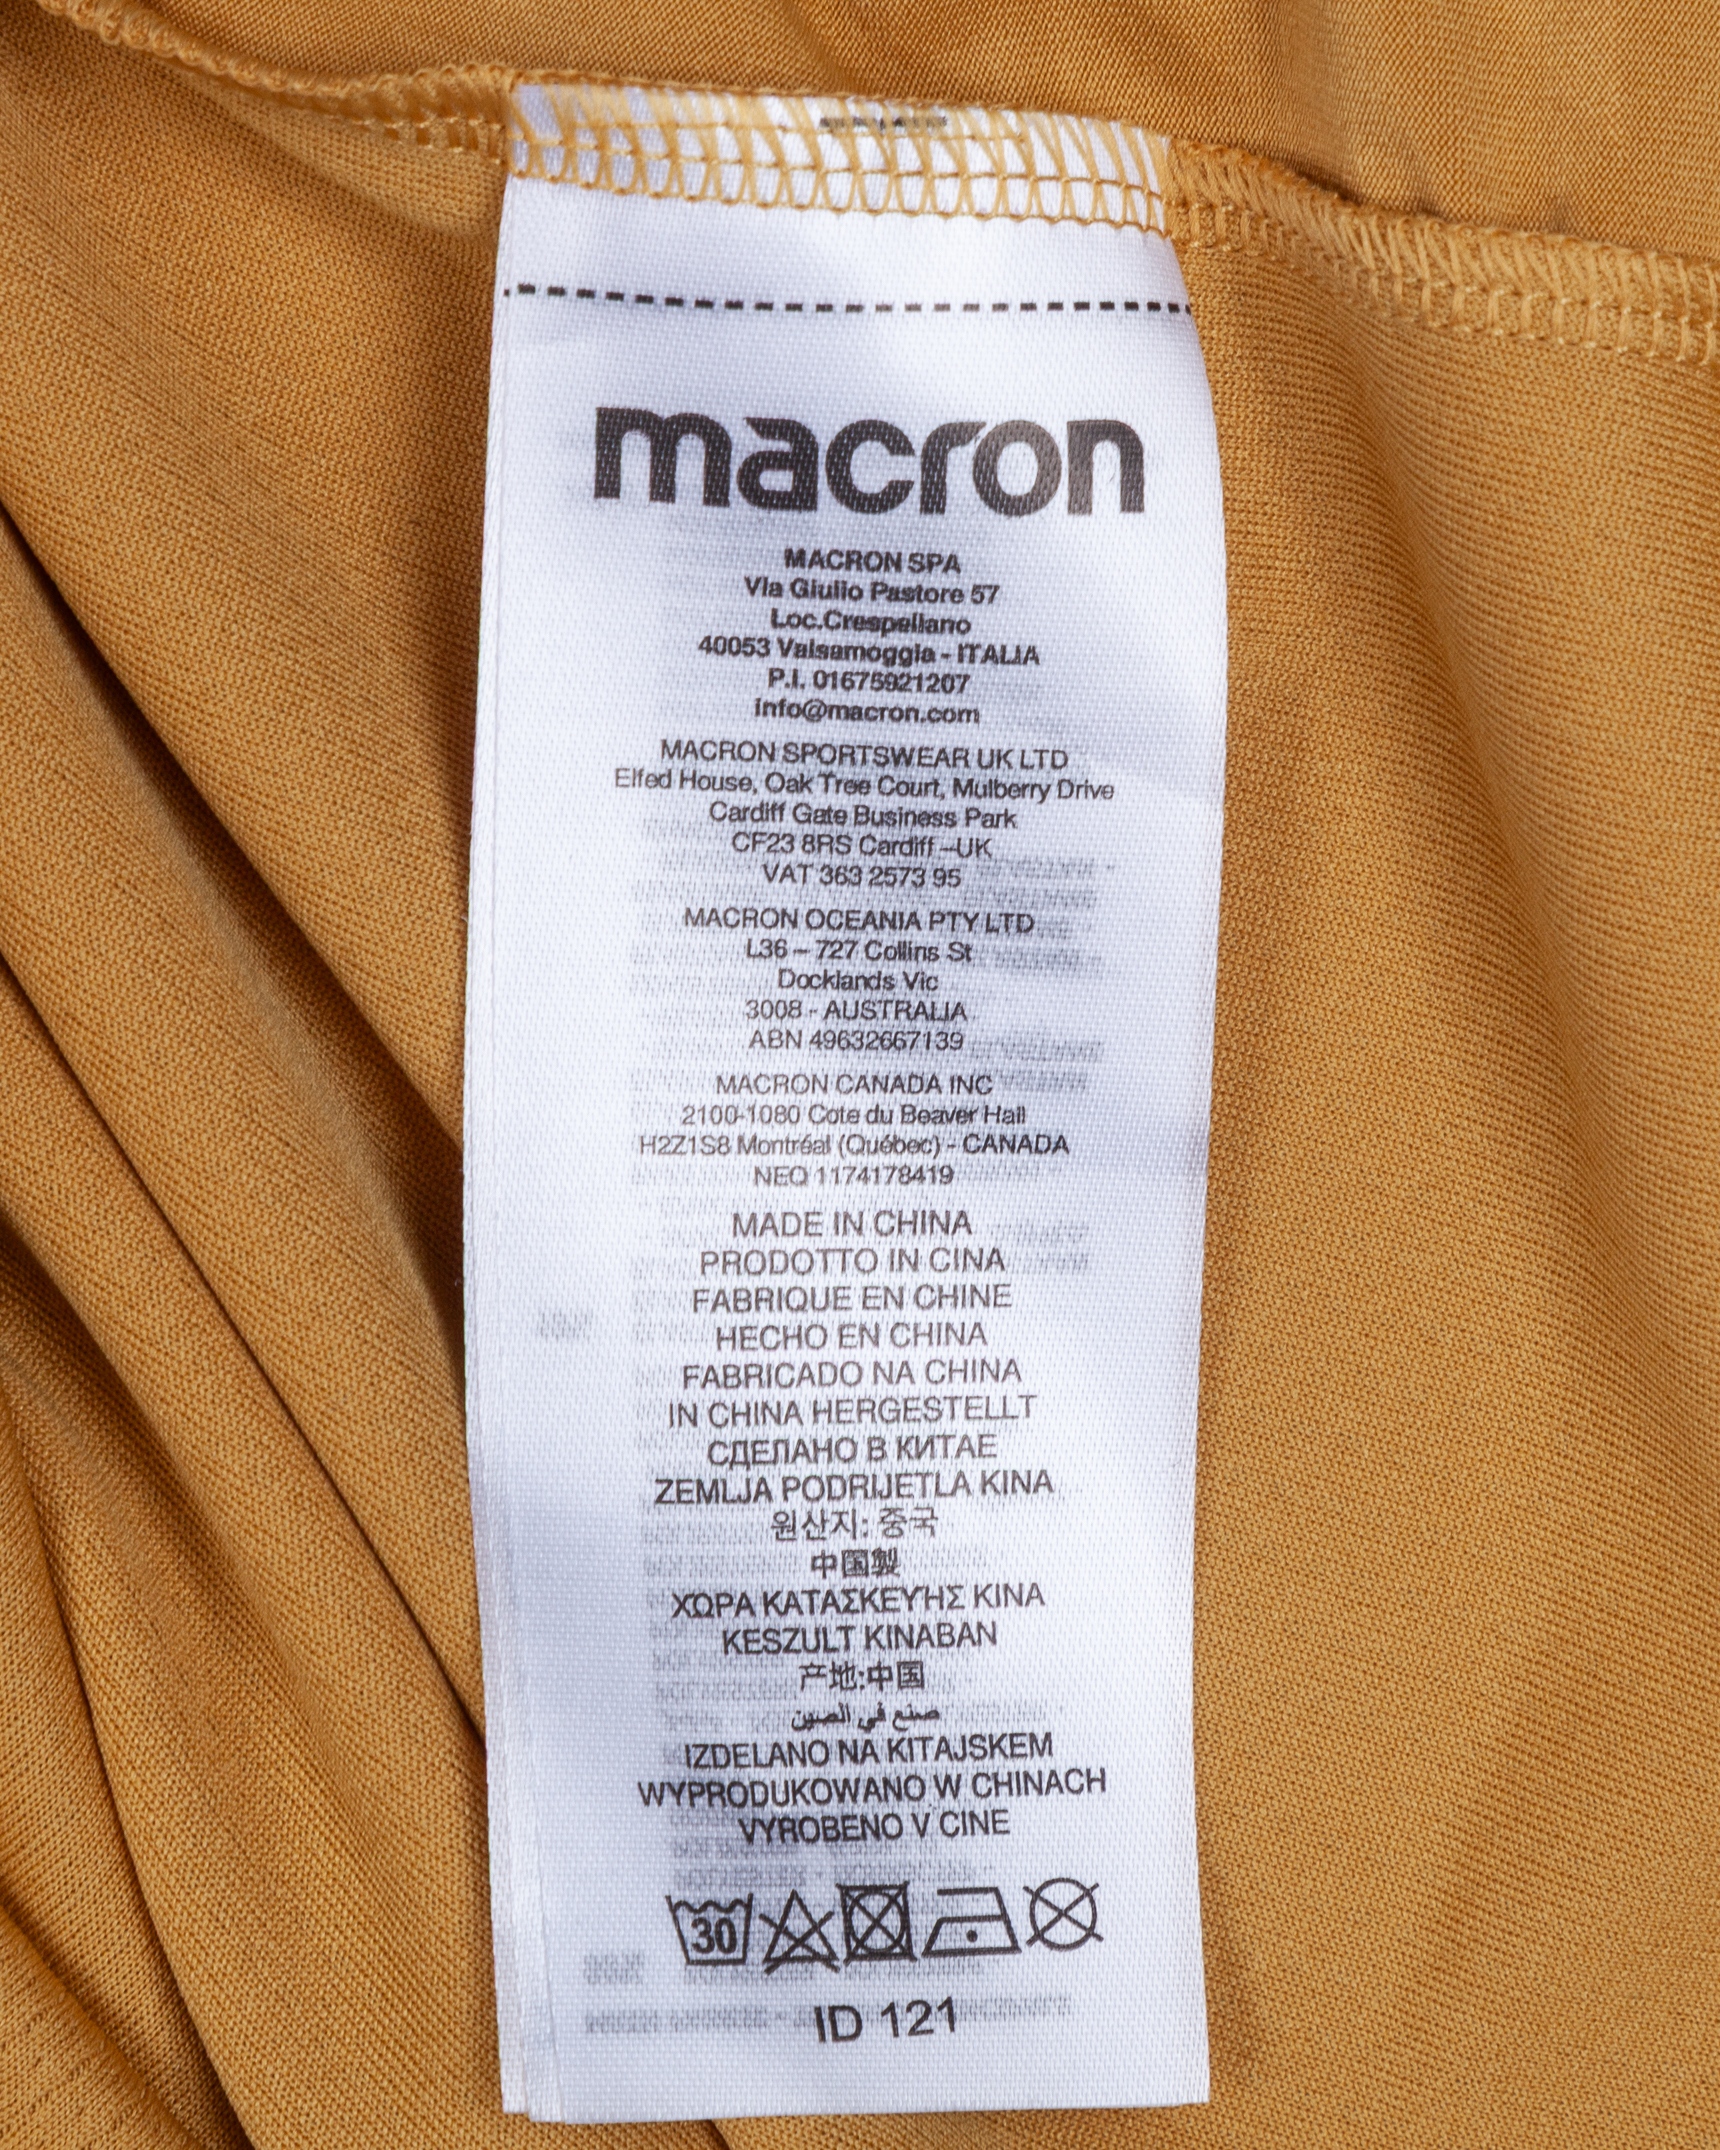 macron
MACRON SPA
Via Giulio Pastore 57
Loc.Crespellano
40053 Valsamoggia - ITALIA
P.I. 01675921207
info@macron.com
MACRON SPORTSWEAR UK LTD
Elfed House, Oak Tree Court, Mulberry Drive
Cardiff Gate Business Park
CF23 8RS Cardiff –UK
VAT 363 2573 95
MACRON OCEANIA PTY LTD
L36 – 727 Collins St
Docklands Vic
3008 - AUSTRALIA
ABN 49632667139
MACRON CANADA INC
2100-1080 Cote du Beaver Hall
H2Z1S8 Montréal (Québec) - CANADA
NEQ 1174178419
MADE IN CHINA
PRODOTTO IN CINA
FABRIQUE EN CHINE
HECHO EN CHINA
FABRICADO NA CHINA
IN CHINA HERGESTELLT
СДЕЛАНО В КИТАЕ
ZEMLJA PODRIJETLA KINA
원산지: 중국
中国製
ΧΩΡΑ ΚΑΤΑΣΚΕΥΉΣ ΚΙΝΑ
KESZULT KINABAN
产地:中国
صنع في الصين
IZDELANO NA KITAJSKEM
WYPRODUKOWANO W CHINACH
VYROBENO V CINE
30
ID 121